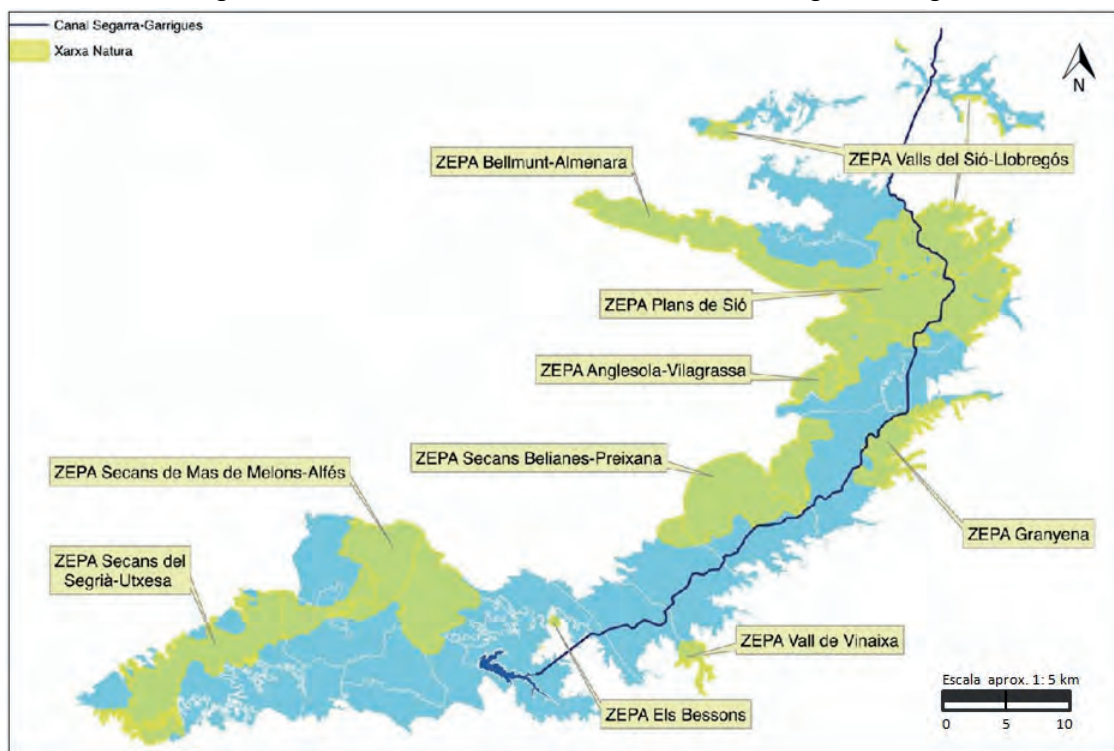 Canal Segarra-Garrigues
Xarxa Natura
N
ZEPA Bellmunt-Almenara
ZEPA Valls del Sió-Llobregós
ZEPA Plans de Sió
ZEPA Anglesola-Vilagrassa
ZEPA Secans Belianes-Preixana
ZEPA Secans de Mas de Melons-Alfés
ZEPA Granyena
ZEPA Secans del
Segrià-Utxesa
ZEPA Vall de Vinaixa
ZEPA Els Bessons
Escala aprox. 1: 5 km
0 5 10